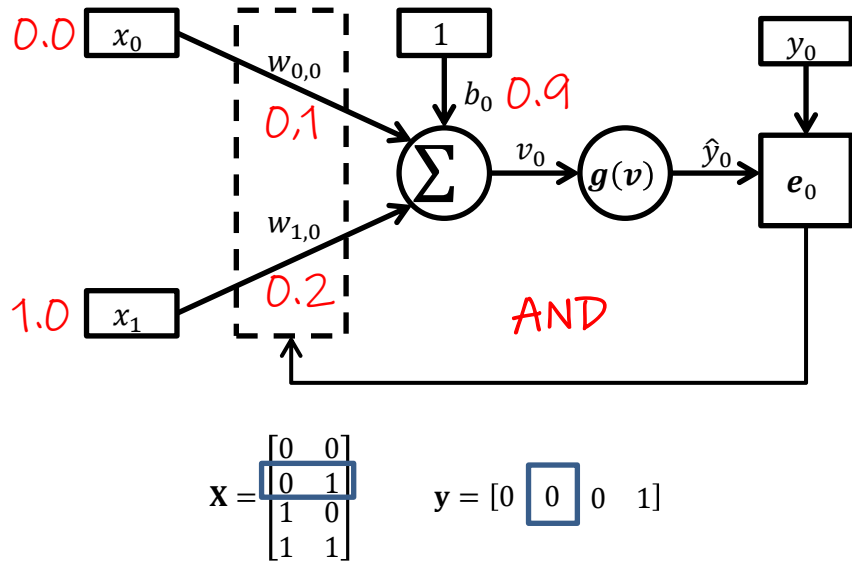 0.0 x₀ 1 y₀
w₀,₀
0,1 b₀ 0.9
∑ v₀ g(v) ŷ₀ e₀
w₁,₀
0.2
1.0 x₁ AND
X = [0 0
0 1
1 0
1 1]
y = [0 0 0 1]